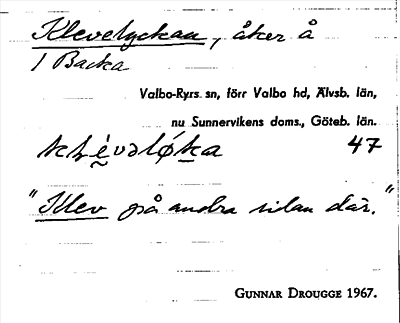 Klevelyckan, åker å
1 Backa
Valbo-Ryrs sn, förr Valbo hd, Älvsb. län,
nu Sunnervikens doms., Göteb. län.
47
"Klev på andra sidan där."
GUNNAR DROUGGE 1967.